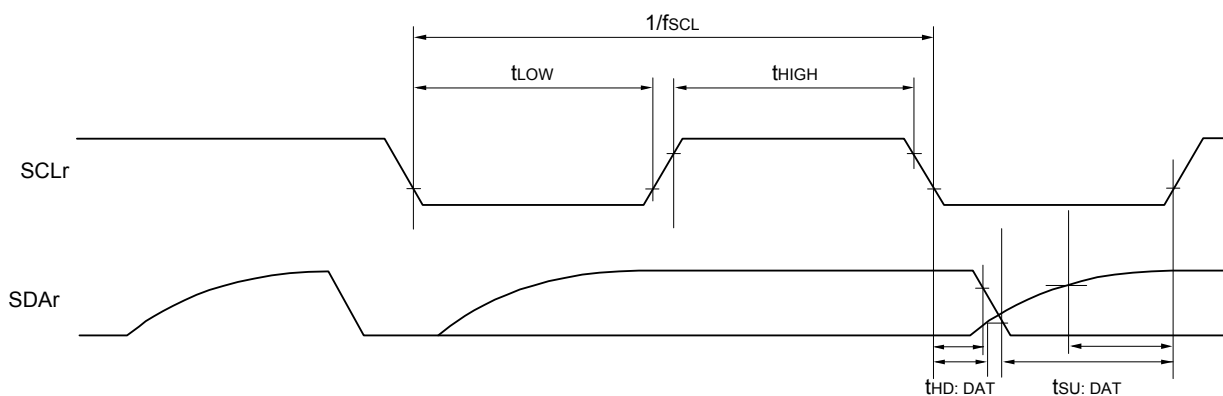 1/fSCL
tLOW
tHIGH
SCLr
SDAr
tHD: DAT
tSU: DAT